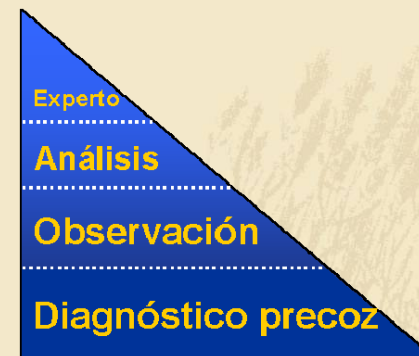 Experto
Análisis
Observación
Diagnóstico precoz